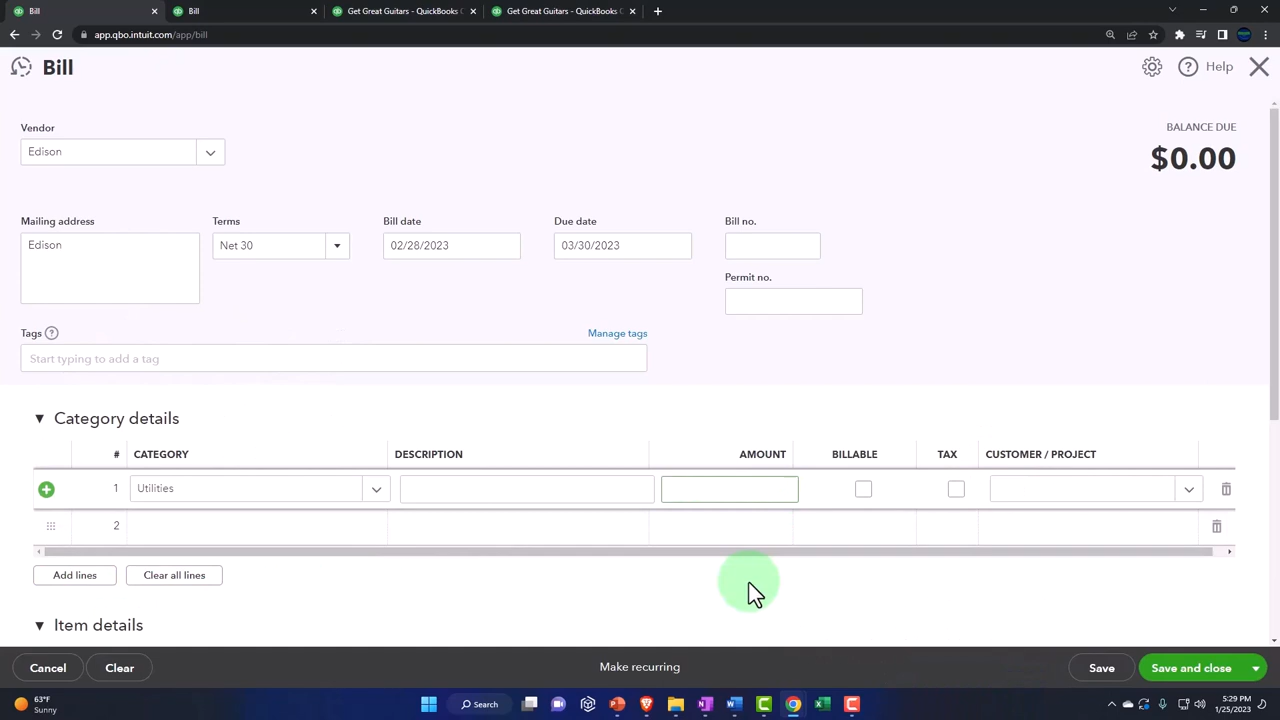 Bill
Bill
Get Great Guitars - QuickBooks C
Get Great Guitars - QuickBooks C
app.qbo.intuit.com/app/bill
Bill
Help
Vendor
BALANCE DUE
Edison
$0.00
Mailing address
Terms
Bill date
Due date
Bill no.
Edison
Net 30
02/28/2023
03/30/2023
Permit no.
Tags
Manage tags
Start typing to add a tag
Category details
# CATEGORY DESCRIPTION AMOUNT BILLABLE TAX CUSTOMER / PROJECT
1 Utilities
2
Add lines
Clear all lines
Item details
Cancel
Clear
Make recurring
Save
Save and close
63°F
Sunny
Search
5:29 PM
1/25/2023